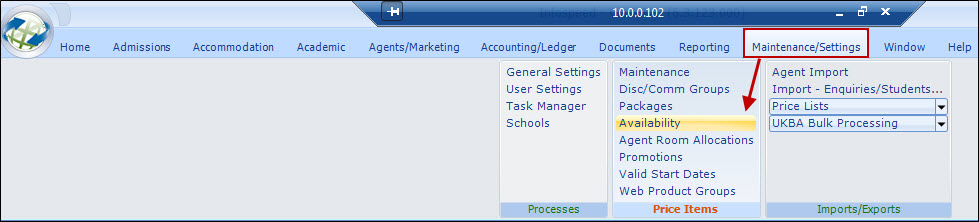 10.0.0.102
Home Admissions Accommodation Academic Agents/Marketing Accounting/Ledger Documents Reporting Maintenance/Settings Window Help
General Settings
User Settings
Task Manager
Schools
Processes
Maintenance
Disc/Comm Groups
Packages
Availability
Agent Room Allocations
Promotions
Valid Start Dates
Web Product Groups
Price Items
Agent Import
Import - Enquiries/Students...
Price Lists
UKBA Bulk Processing
Imports/Exports